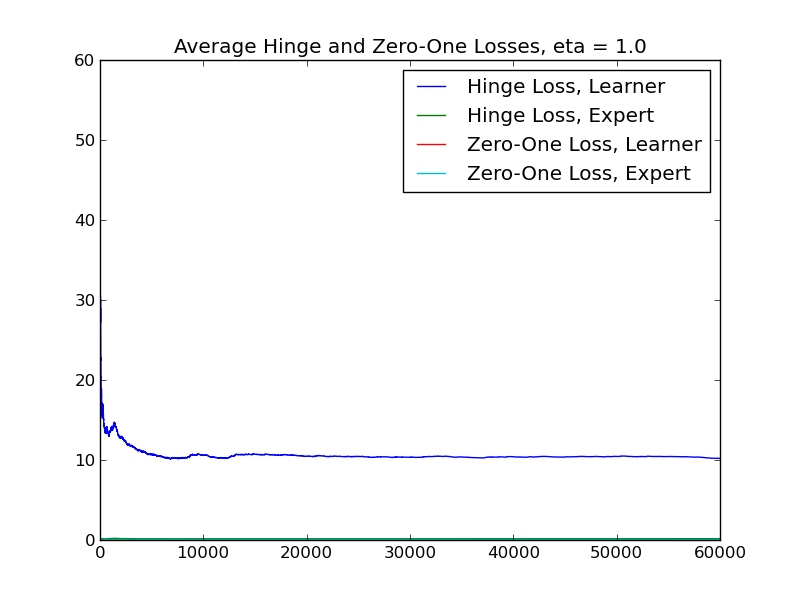 Average Hinge and Zero-One Losses, eta = 1.0
60
50
40
30
20
10
0
Hinge Loss, Learner
Hinge Loss, Expert
Zero-One Loss, Learner
Zero-One Loss, Expert
0 10000 20000 30000 40000 50000 60000